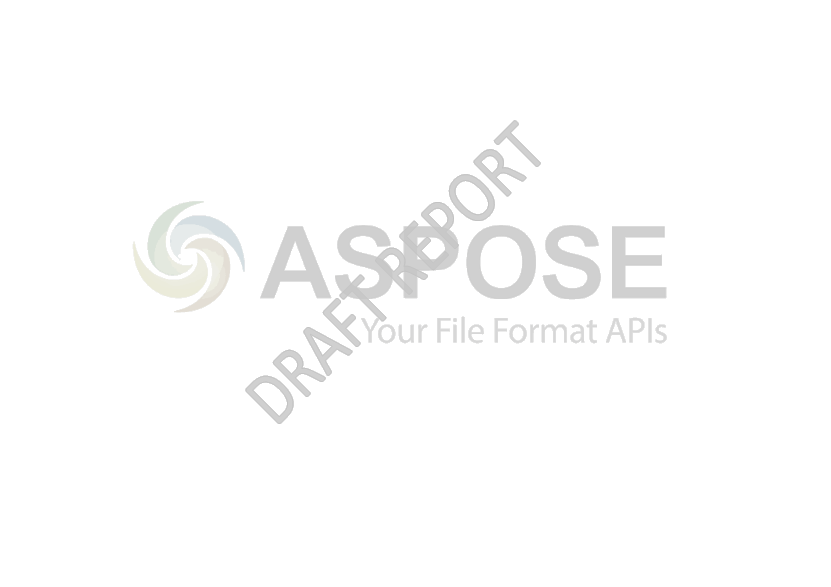 DRAFT REPORT
ASPOSE
Your File Format APIs